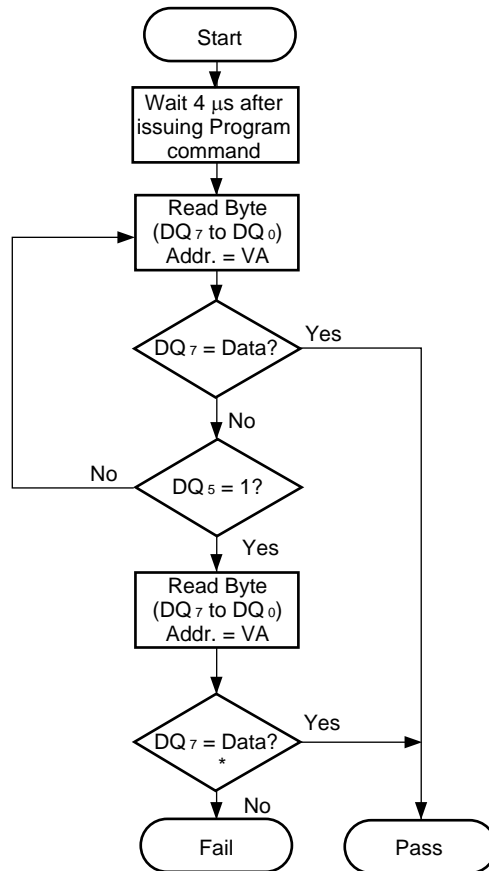 Start
Wait 4 μs after
issuing Program
command
Read Byte
(DQ7 to DQ0)
Addr. = VA
DQ7 = Data?
Yes
No
DQ5 = 1?
No
Yes
Read Byte
(DQ7 to DQ0)
Addr. = VA
DQ7 = Data?
*
Yes
No
Fail
Pass